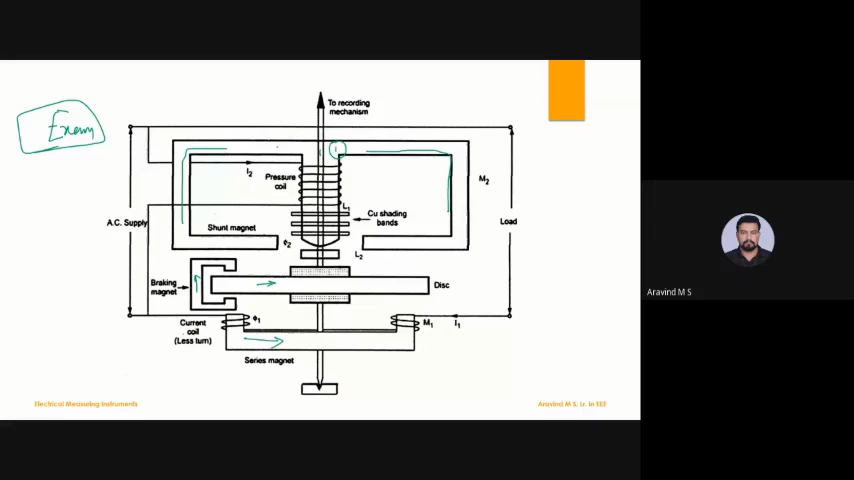 Exam
To recording
mechanism
1
I2
Pressure
coil
M2
L1
Cu shading
bands
A.C. Supply
Shunt magnet
Φ2
Load
L2
Braking
magnet
Disc
Current
coil
(Less turn)
Φ1
M1
I1
Series magnet
Electrical Measuring Instruments
Aravind M S, Lr. in EEE
Aravind M S